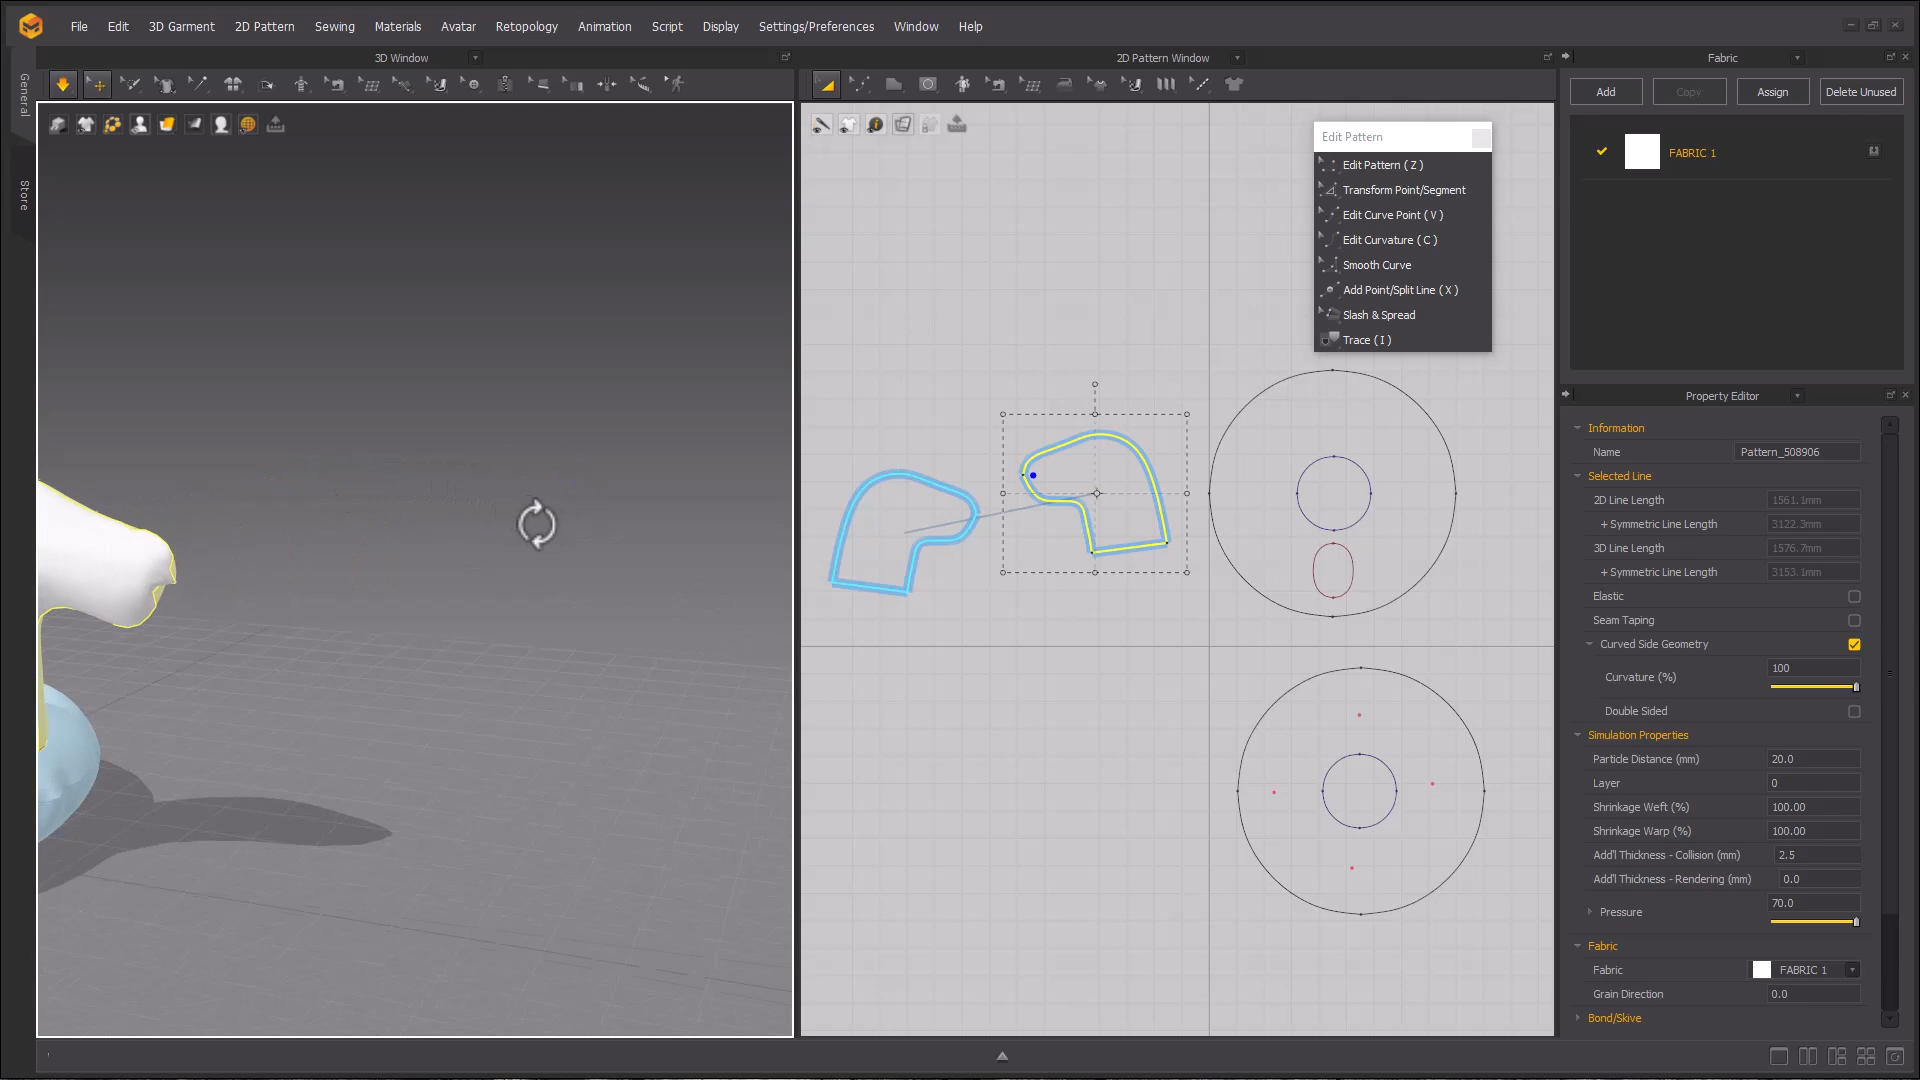 File Edit 3D Garment 2D Pattern Sewing Materials Avatar Retopology Animation Script Display Settings/Preferences Window Help
3D Window
2D Pattern Window
Fabric
General
Store
Add
Copy
Assign
Delete Unused
FABRIC 1
Edit Pattern
Edit Pattern ( Z )
Transform Point/Segment
Edit Curve Point ( V )
Edit Curvature ( C )
Smooth Curve
Add Point/Split Line ( X )
Slash & Spread
Trace ( I )
Property Editor
Information
Name Pattern_508906
Selected Line
2D Line Length 1561.1mm
+ Symmetric Line Length 3122.3mm
3D Line Length 1576.7mm
+ Symmetric Line Length 3153.1mm
Elastic
Seam Taping
Curved Side Geometry
Curvature (%) 100
Double Sided
Simulation Properties
Particle Distance (mm) 20.0
Layer 0
Shrinkage Weft (%) 100.00
Shrinkage Warp (%) 100.00
Add'l Thickness - Collision (mm) 2.5
Add'l Thickness - Rendering (mm) 0.0
Pressure 70.0
Fabric
Fabric FABRIC 1
Grain Direction 0.0
Bond/Skive